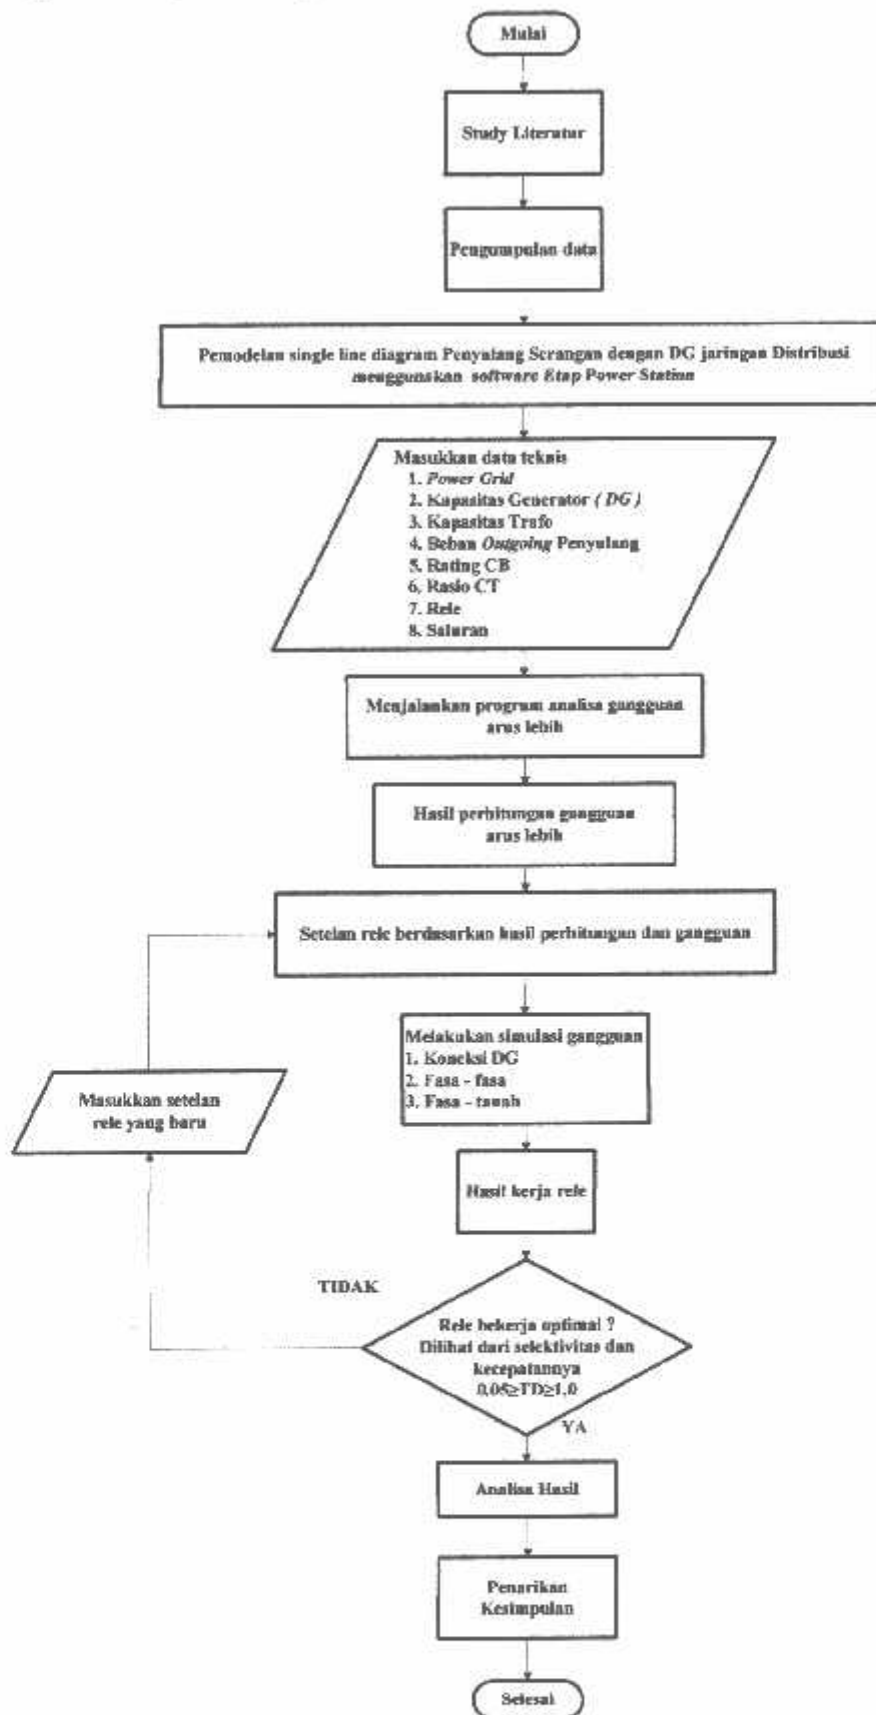 Mulai
Study Literatur
Pengumpulan data
Pemodelan single line diagram Penyulang Serangan dengan DG jaringan Distribusi
menggunakan software Etap Power Station
Masukkan data teknis
1. Power Grid
2. Kapasitas Generator ( DG )
3. Kapasitas Trafo
4. Beban Outgoing Penyulang
5. Rating CB
6. Rasio CT
7. Rele
8. Saluran
Menjalankan program analisa gangguan
arus lebih
Hasil perhitungan gangguan
arus lebih
Setelan rele berdasarkan hasil perhitungan dan gangguan
Melakukan simulasi gangguan
1. Koneksi DG
2. Fasa - fasa
3. Fasa - tanah
Masukkan setelan
rele yang baru
Hasil kerja rele
TIDAK
Rele bekerja optimal ?
Dilihat dari selektivitas dan
kecepatannya
0,05≥TD≥1,0
YA
Analisa Hasil
Penarikan
Kesimpulan
Selesai